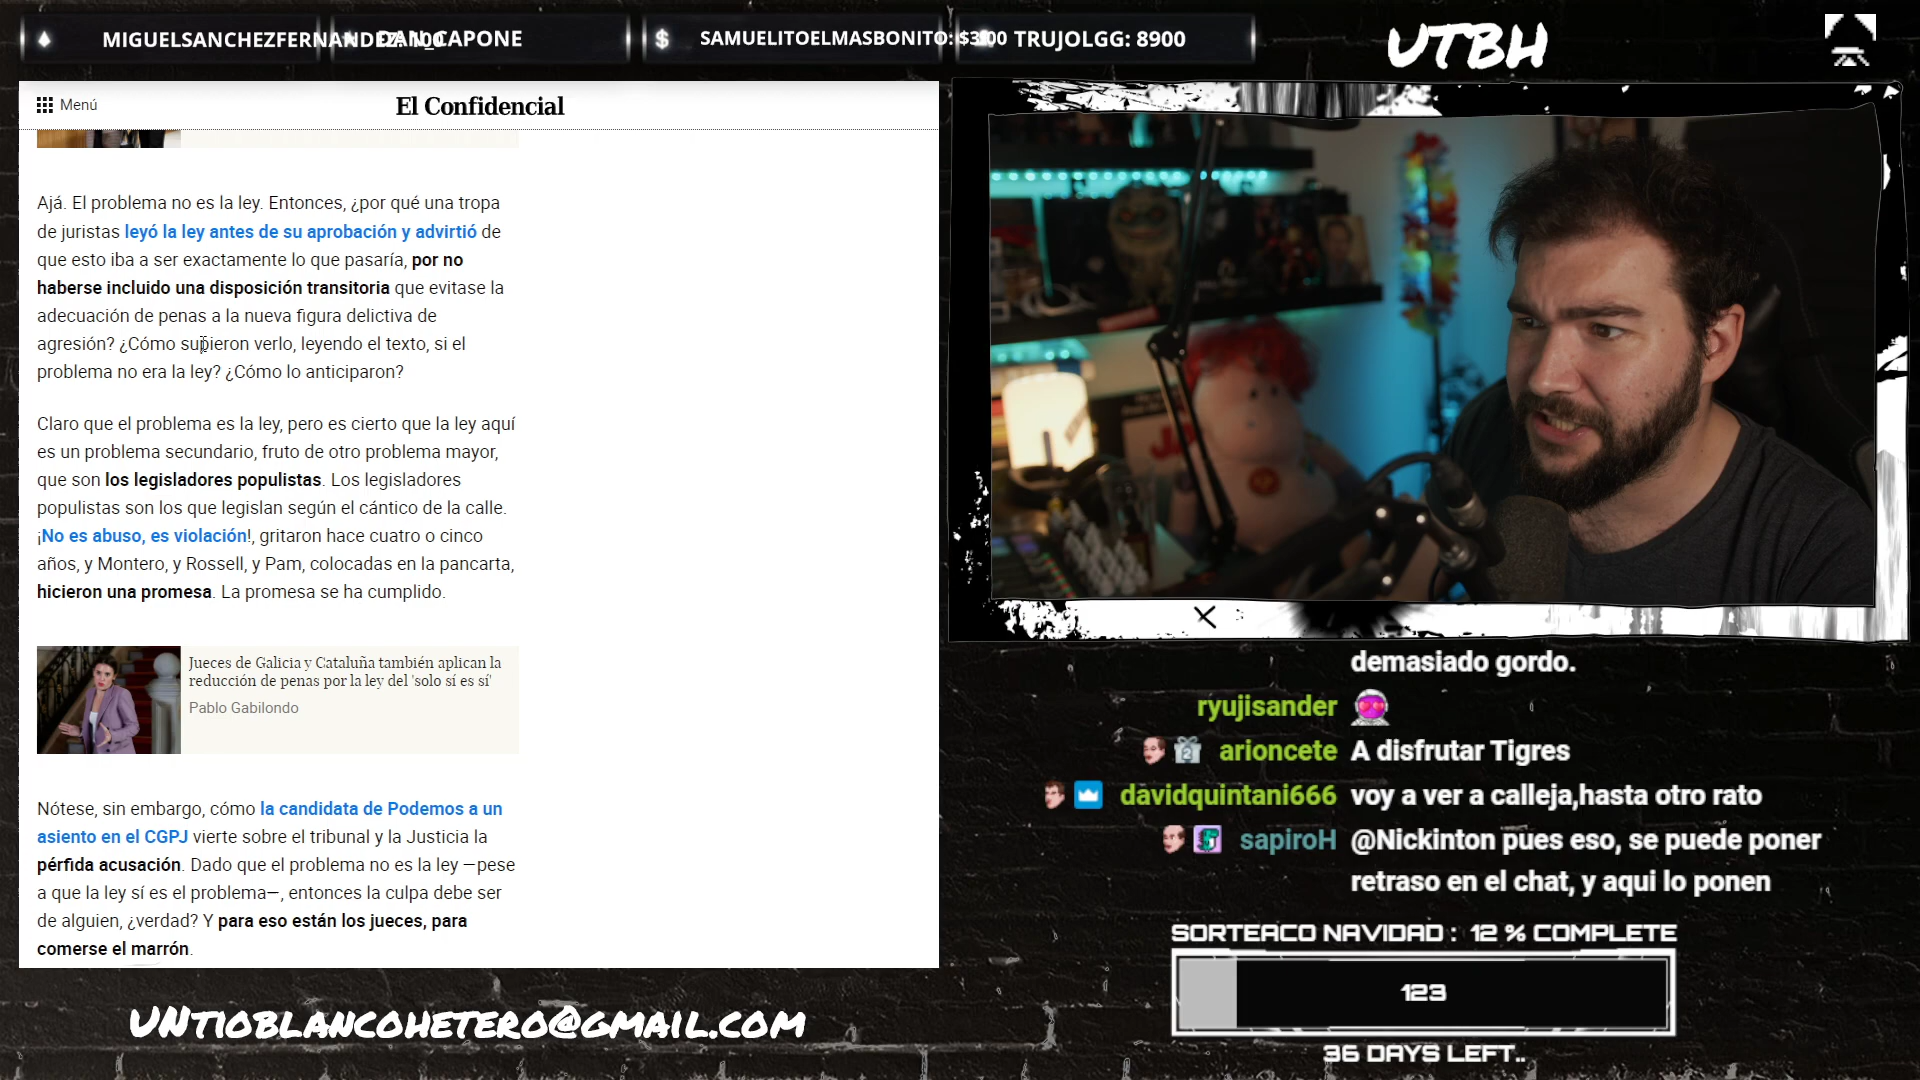 MIGUELSANCHEZFERNANDEZ: 100
DAN_CAPONE
SAMUELITOELMASBONITO: $3.00
TRUJOLGG: 8900
UTBH
Menú
El Confidencial
Ajá. El problema no es la ley. Entonces, ¿por qué una tropa
de juristas leyó la ley antes de su aprobación y advirtió de
que esto iba a ser exactamente lo que pasaría, por no
haberse incluido una disposición transitoria que evitase la
adecuación de penas a la nueva figura delictiva de
agresión? ¿Cómo supieron verlo, leyendo el texto, si el
problema no era la ley? ¿Cómo lo anticiparon?
Claro que el problema es la ley, pero es cierto que la ley aquí
es un problema secundario, fruto de otro problema mayor,
que son los legisladores populistas. Los legisladores
populistas son los que legislan según el cántico de la calle.
¡No es abuso, es violación!, gritaron hace cuatro o cinco
años, y Montero, y Rossell, y Pam, colocadas en la pancarta,
hicieron una promesa. La promesa se ha cumplido.
Jueces de Galicia y Cataluña también aplican la
reducción de penas por la ley del 'solo sí es sí'
Pablo Gabilondo
Nótese, sin embargo, cómo la candidata de Podemos a un
asiento en el CGPJ vierte sobre el tribunal y la Justicia la
pérfida acusación. Dado que el problema no es la ley —pese
a que la ley sí es el problema—, entonces la culpa debe ser
de alguien, ¿verdad? Y para eso están los jueces, para
comerse el marrón.
demasiado gordo.
ryujisander
arioncete A disfrutar Tigres
davidquintani666 voy a ver a calleja,hasta otro rato
sapiroH @Nickinton pues eso, se puede poner
retraso en el chat, y aqui lo ponen
SORTEACO NAVIDAD : 12 % COMPLETE
123
36 DAYS LEFT..
UNTIOBLANCOHETERO@GMAIL.COM